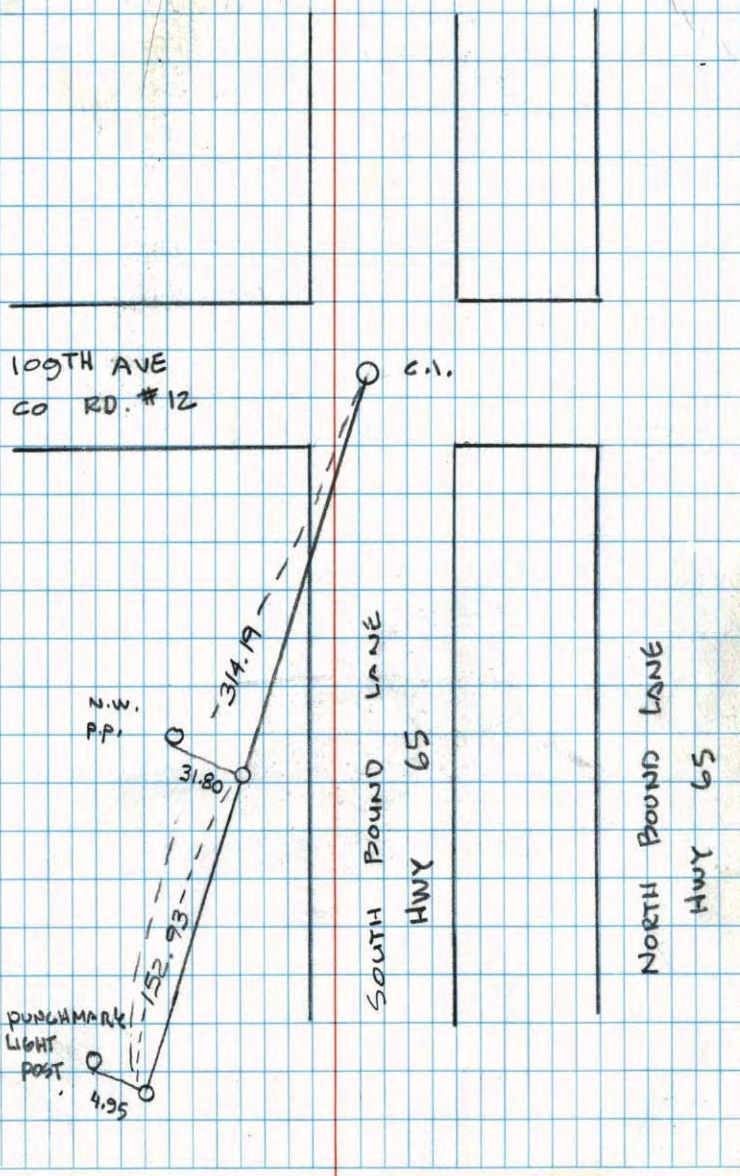 109TH AVE
CO RD. #12
C.I.
314.19
N.W.
P.P.
31.80
152.93
PUNCHMARK
LIGHT
POST
4.95
SOUTH BOUND LANE
HWY 65
NORTH BOUND LANE
HWY 65